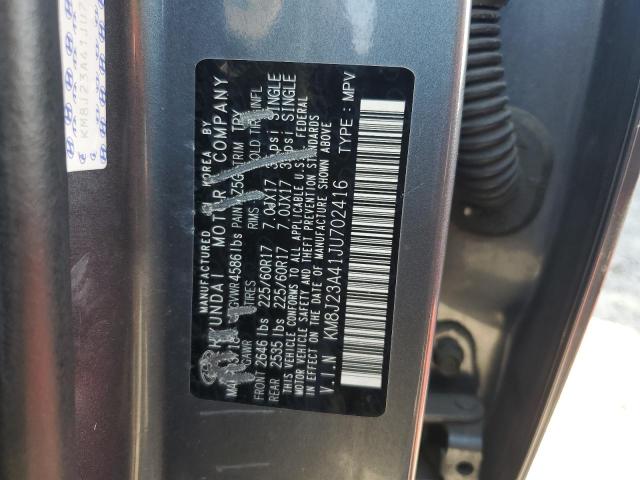 MANUFACTURED IN KOREA BY
HYUNDAI MOTOR COMPANY
GVWR 4586lbs PAINT TRIM TRY
GAWR TIRES RIMS COLD TIRE INFL
FRONT 2646 lbs 225/60R17 7.0JX17 psi SINGLE
REAR 2535 lbs 225/60R17 7.0JX17 psi SINGLE
THIS VEHICLE CONFORMS TO ALL APPLICABLE U.S. FEDERAL
MOTOR VEHICLE SAFETY AND THEFT PREVENTION STANDARDS
IN EFFECT ON THE DATE OF MANUFACTURE SHOWN ABOVE
V.I.N KM8J23A41JU702416 TYPE : MPV
KM8J23A41JU7